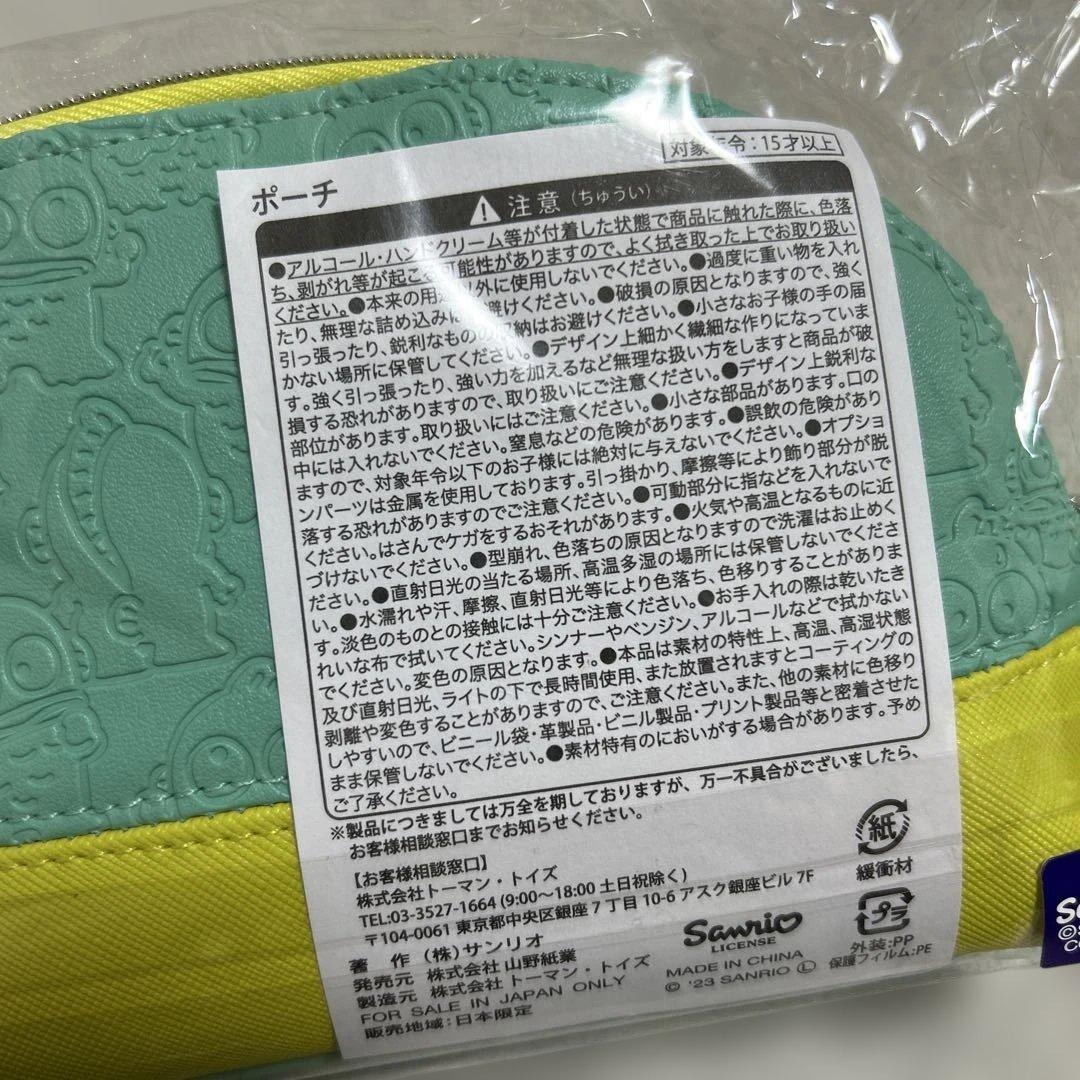 対象年令：15才以上
ポーチ
注意（ちゅうい）
●アルコール・ハンドクリーム等が付着した状態で商品に触れた際に、色落
ち、剥がれ等が起こる可能性がありますので、よく拭き取った上でお取り扱い
ください。●本来の用途以外に使用しないでください。●過度に重い物を入れ
たり、無理な詰め込みはお避けください。●破損の原因となりますので、強く
引っ張ったり、鋭利なものの収納はお避けください。●小さなお子様の手の届
かない場所に保管してください。●デザイン上細かく繊細な作りになっていま
す。強く引っ張ったり、強い力を加えるなど無理な扱い方をしますと商品が破
損する恐れがありますので、取り扱いにご注意ください。●デザイン上鋭利な
部位があります。取り扱いにはご注意ください。●小さな部品があります。口の
中には入れないでください。窒息などの危険があります。●誤飲の危険があり
ますので、対象年令以下のお子様には絶対に与えないでください。●オプショ
ンパーツは金属を使用しております。引っ掛かり、摩擦等により飾り部分が脱
落する恐れがありますのでご注意ください。●可動部分に指などを入れないで
ください。はさんでケガをするおそれがあります。●火気や高温となるものに近
づけないでください。●型崩れ、色落ちの原因となりますので洗濯はお止めく
ださい。●直射日光の当たる場所、高温多湿の場所には保管しないでくださ
い。●水濡れや汗、摩擦、直射日光等により色落ち、色移りすることがありま
す。淡色のものとの接触には十分ご注意ください。●お手入れの際は乾いたき
れいな布で拭いてください。シンナーやベンジン、アルコールなどで拭かない
でください。変色の原因となります。●本品は素材の特性上、高温、高湿状態
及び直射日光、ライトの下で長時間使用、また放置されますとコーティングの
剥離や変色することがありますので、ご注意ください。また、他の素材に色移り
しやすいので、ビニール袋・革製品・ビニル製品・プリント製品等と密着させた
まま保管しないでください。●素材特有のにおいがする場合があります。予め
ご了承ください。
※製品につきましては万全を期しておりますが、万一不具合がございましたら、
お客様相談窓口までお知らせください。
【お客様相談窓口】
株式会社トーマン・トイズ
TEL:03-3527-1664 (9:00〜18:00 土日祝除く)
〒104-0061 東京都中央区銀座7丁目10-6 アスク銀座ビル 7F
著 作 （株）サンリオ
発売元 株式会社山野紙業
製造元 株式会社トーマン・トイズ
FOR SALE IN JAPAN ONLY
販売地域：日本限定
Sanrio
LICENSE
MADE IN CHINA
© '23 SANRIO Ⓛ
紙
緩衝材
プラ
外装:PP
保護フィルム:PE